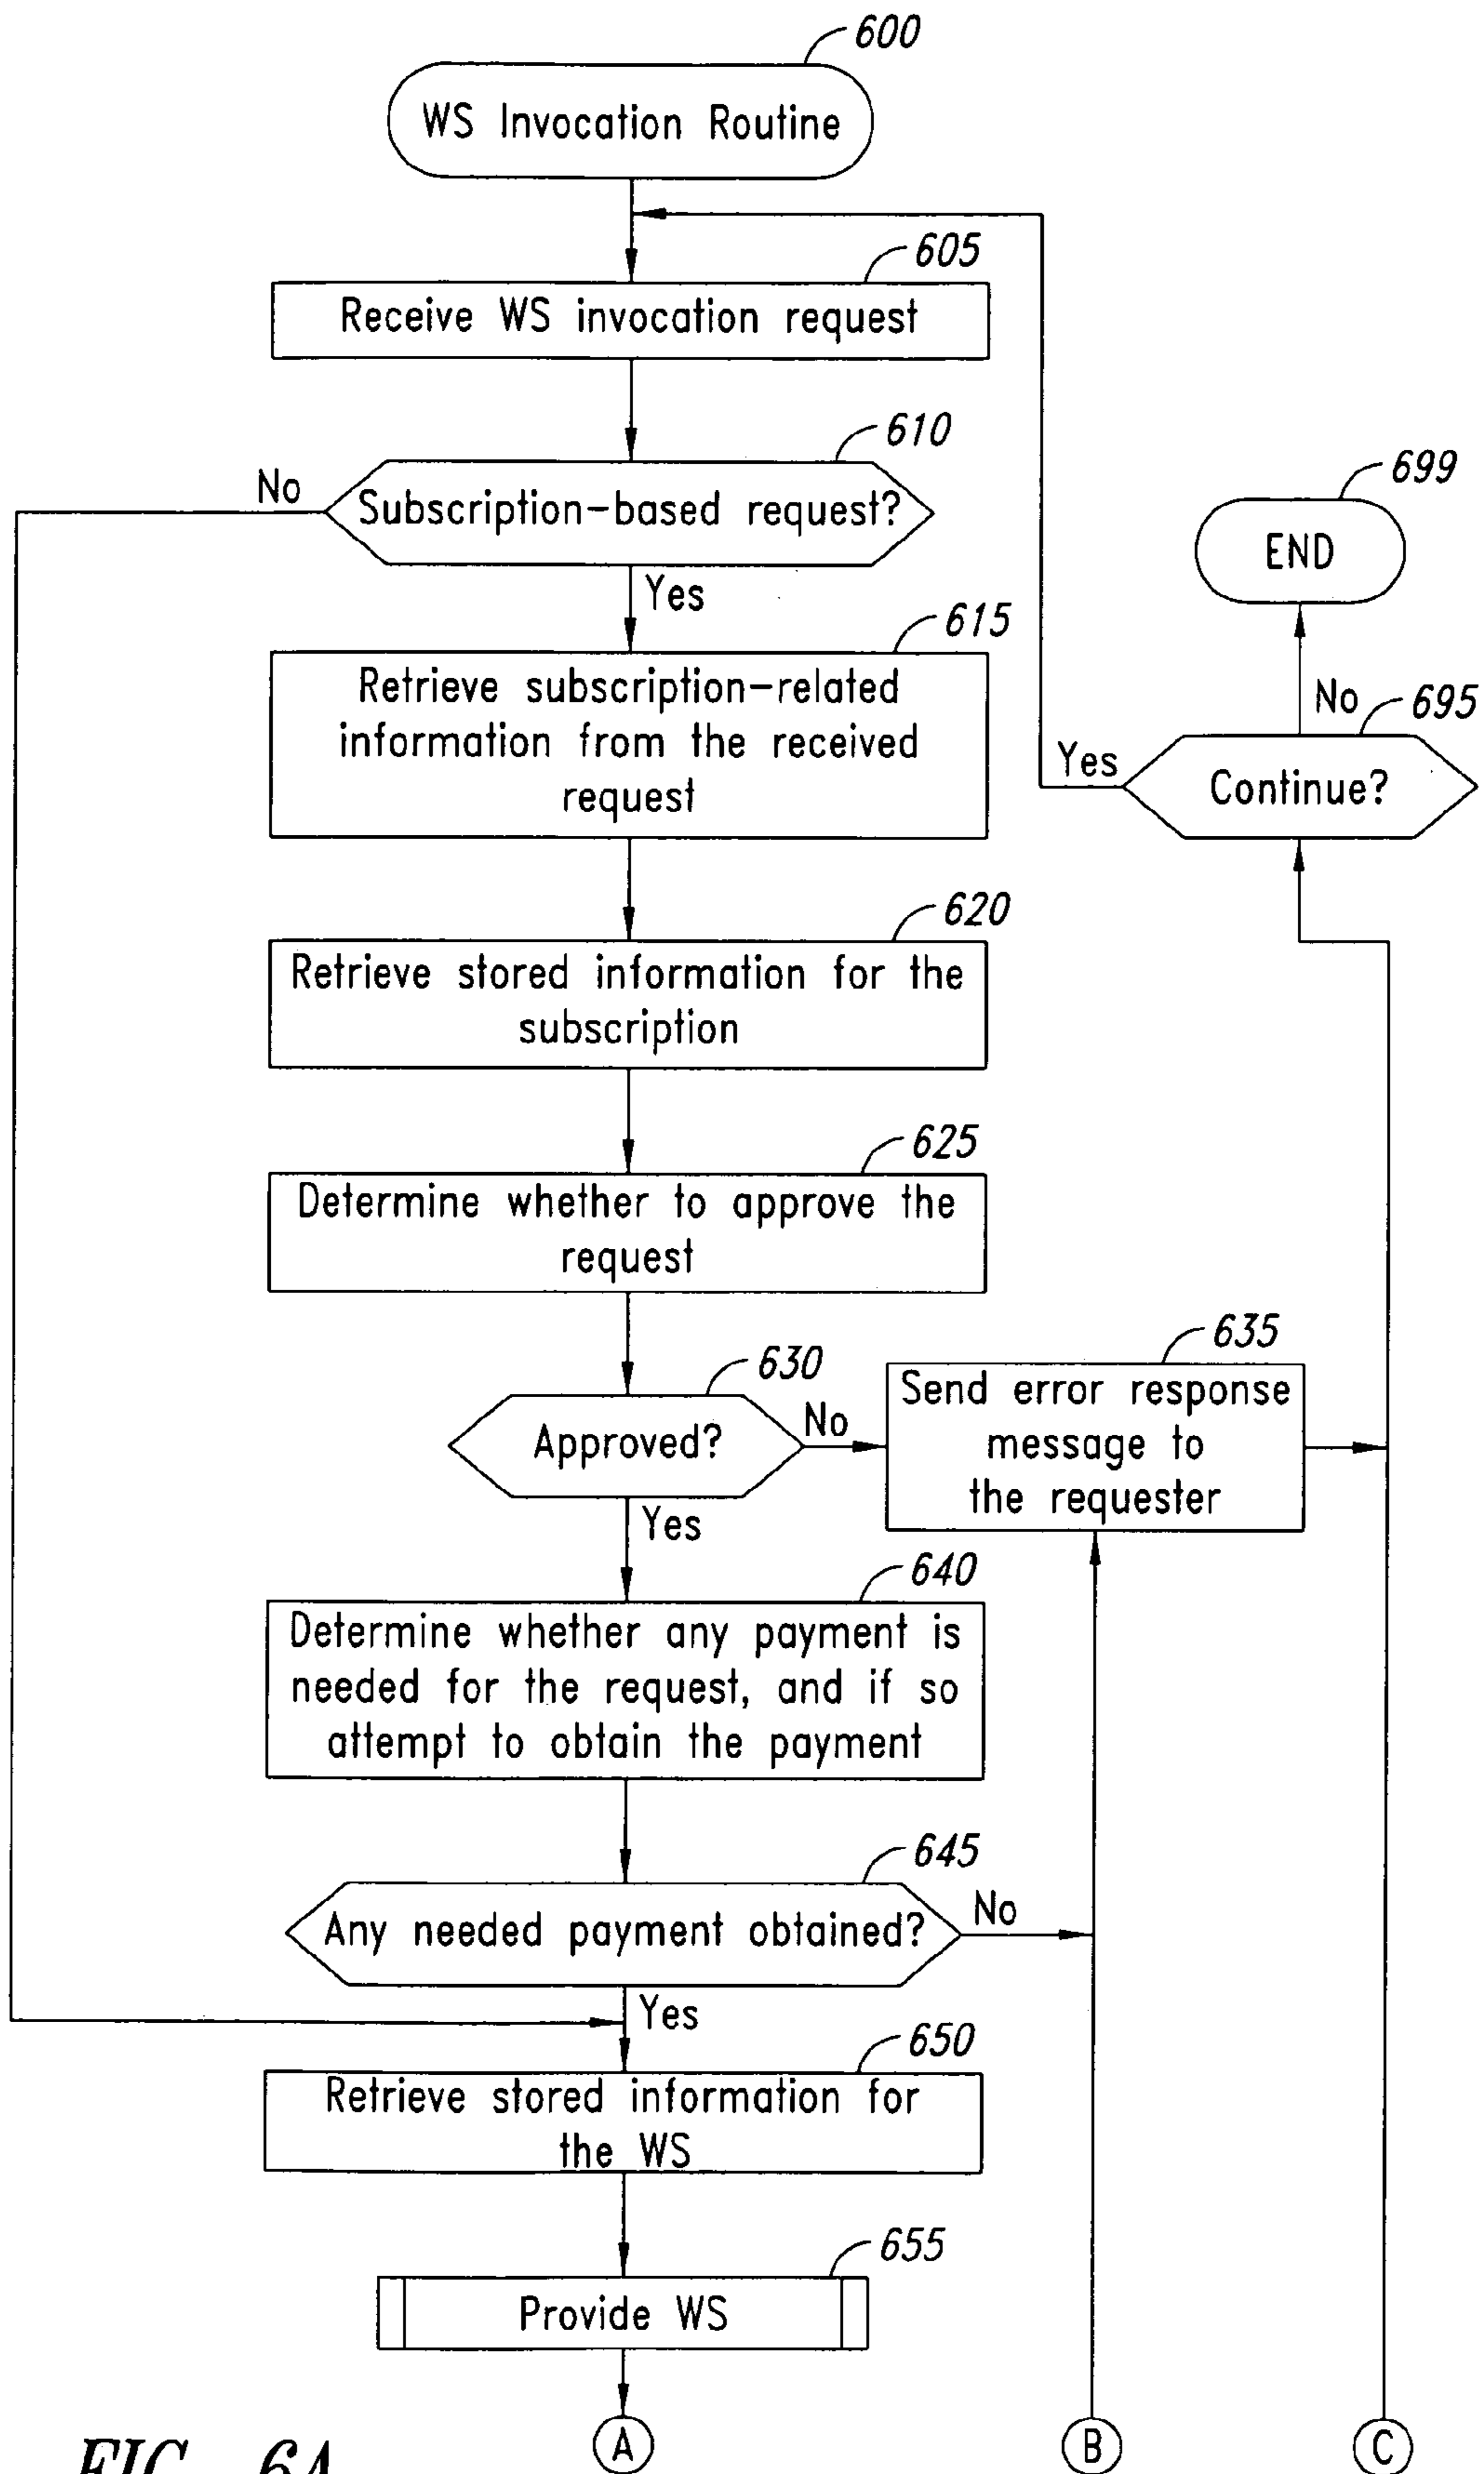 600
WS Invocation Routine
605
Receive WS invocation request
610
No
Subscription-based request?
Yes
699
END
615
Retrieve subscription-related
information from the received
request
No
695
Yes
Continue?
620
Retrieve stored information for the
subscription
625
Determine whether to approve the
request
630
Approved?
No
Yes
635
Send error response
message to
the requester
640
Determine whether any payment is
needed for the request, and if so
attempt to obtain the payment
645
Any needed payment obtained?
No
Yes
650
Retrieve stored information for
the WS
655
Provide WS
A
B
C
FIG. 6A